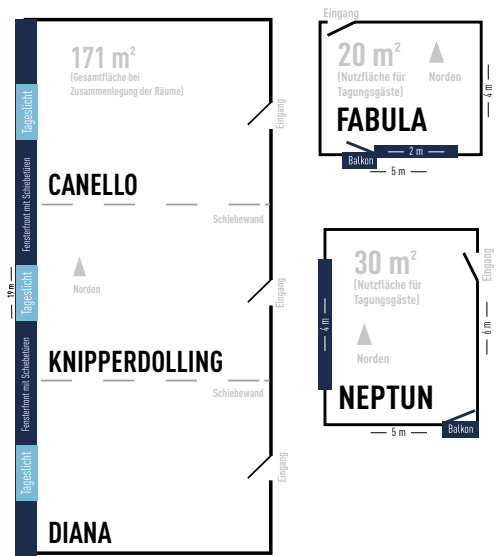 171 m²
(Gesamtfläche bei
Zusammenlegung der Räume)
Tageslicht
Eingang
Fensterfront mit Schiebetüren
CANELLO
Schiebewand
Norden
19 m
Tageslicht
Eingang
Fensterfront mit Schiebetüren
KNIPPERDOLLING
Schiebewand
Tageslicht
Eingang
DIANA
Eingang
20 m²
(Nutzfläche für
Tagungsgäste)
Norden
4 m
FABULA
2 m
Balkon
5 m
30 m²
(Nutzfläche für
Tagungsgäste)
Eingang
4 m
6 m
Norden
NEPTUN
Balkon
5 m